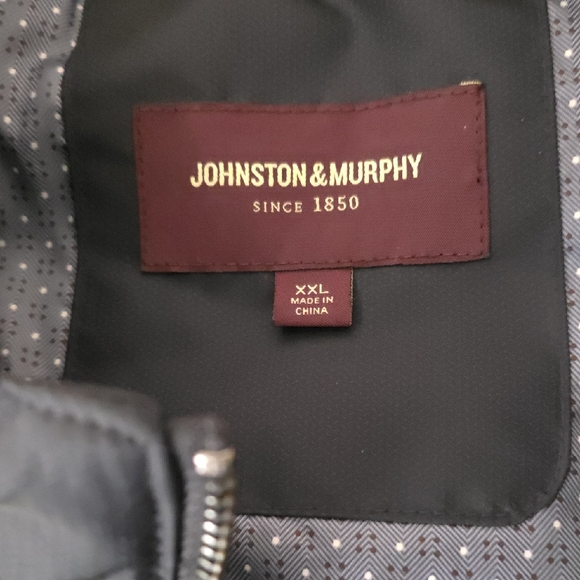 JOHNSTON&MURPHY
SINCE 1850
XXL
MADE IN
CHINA